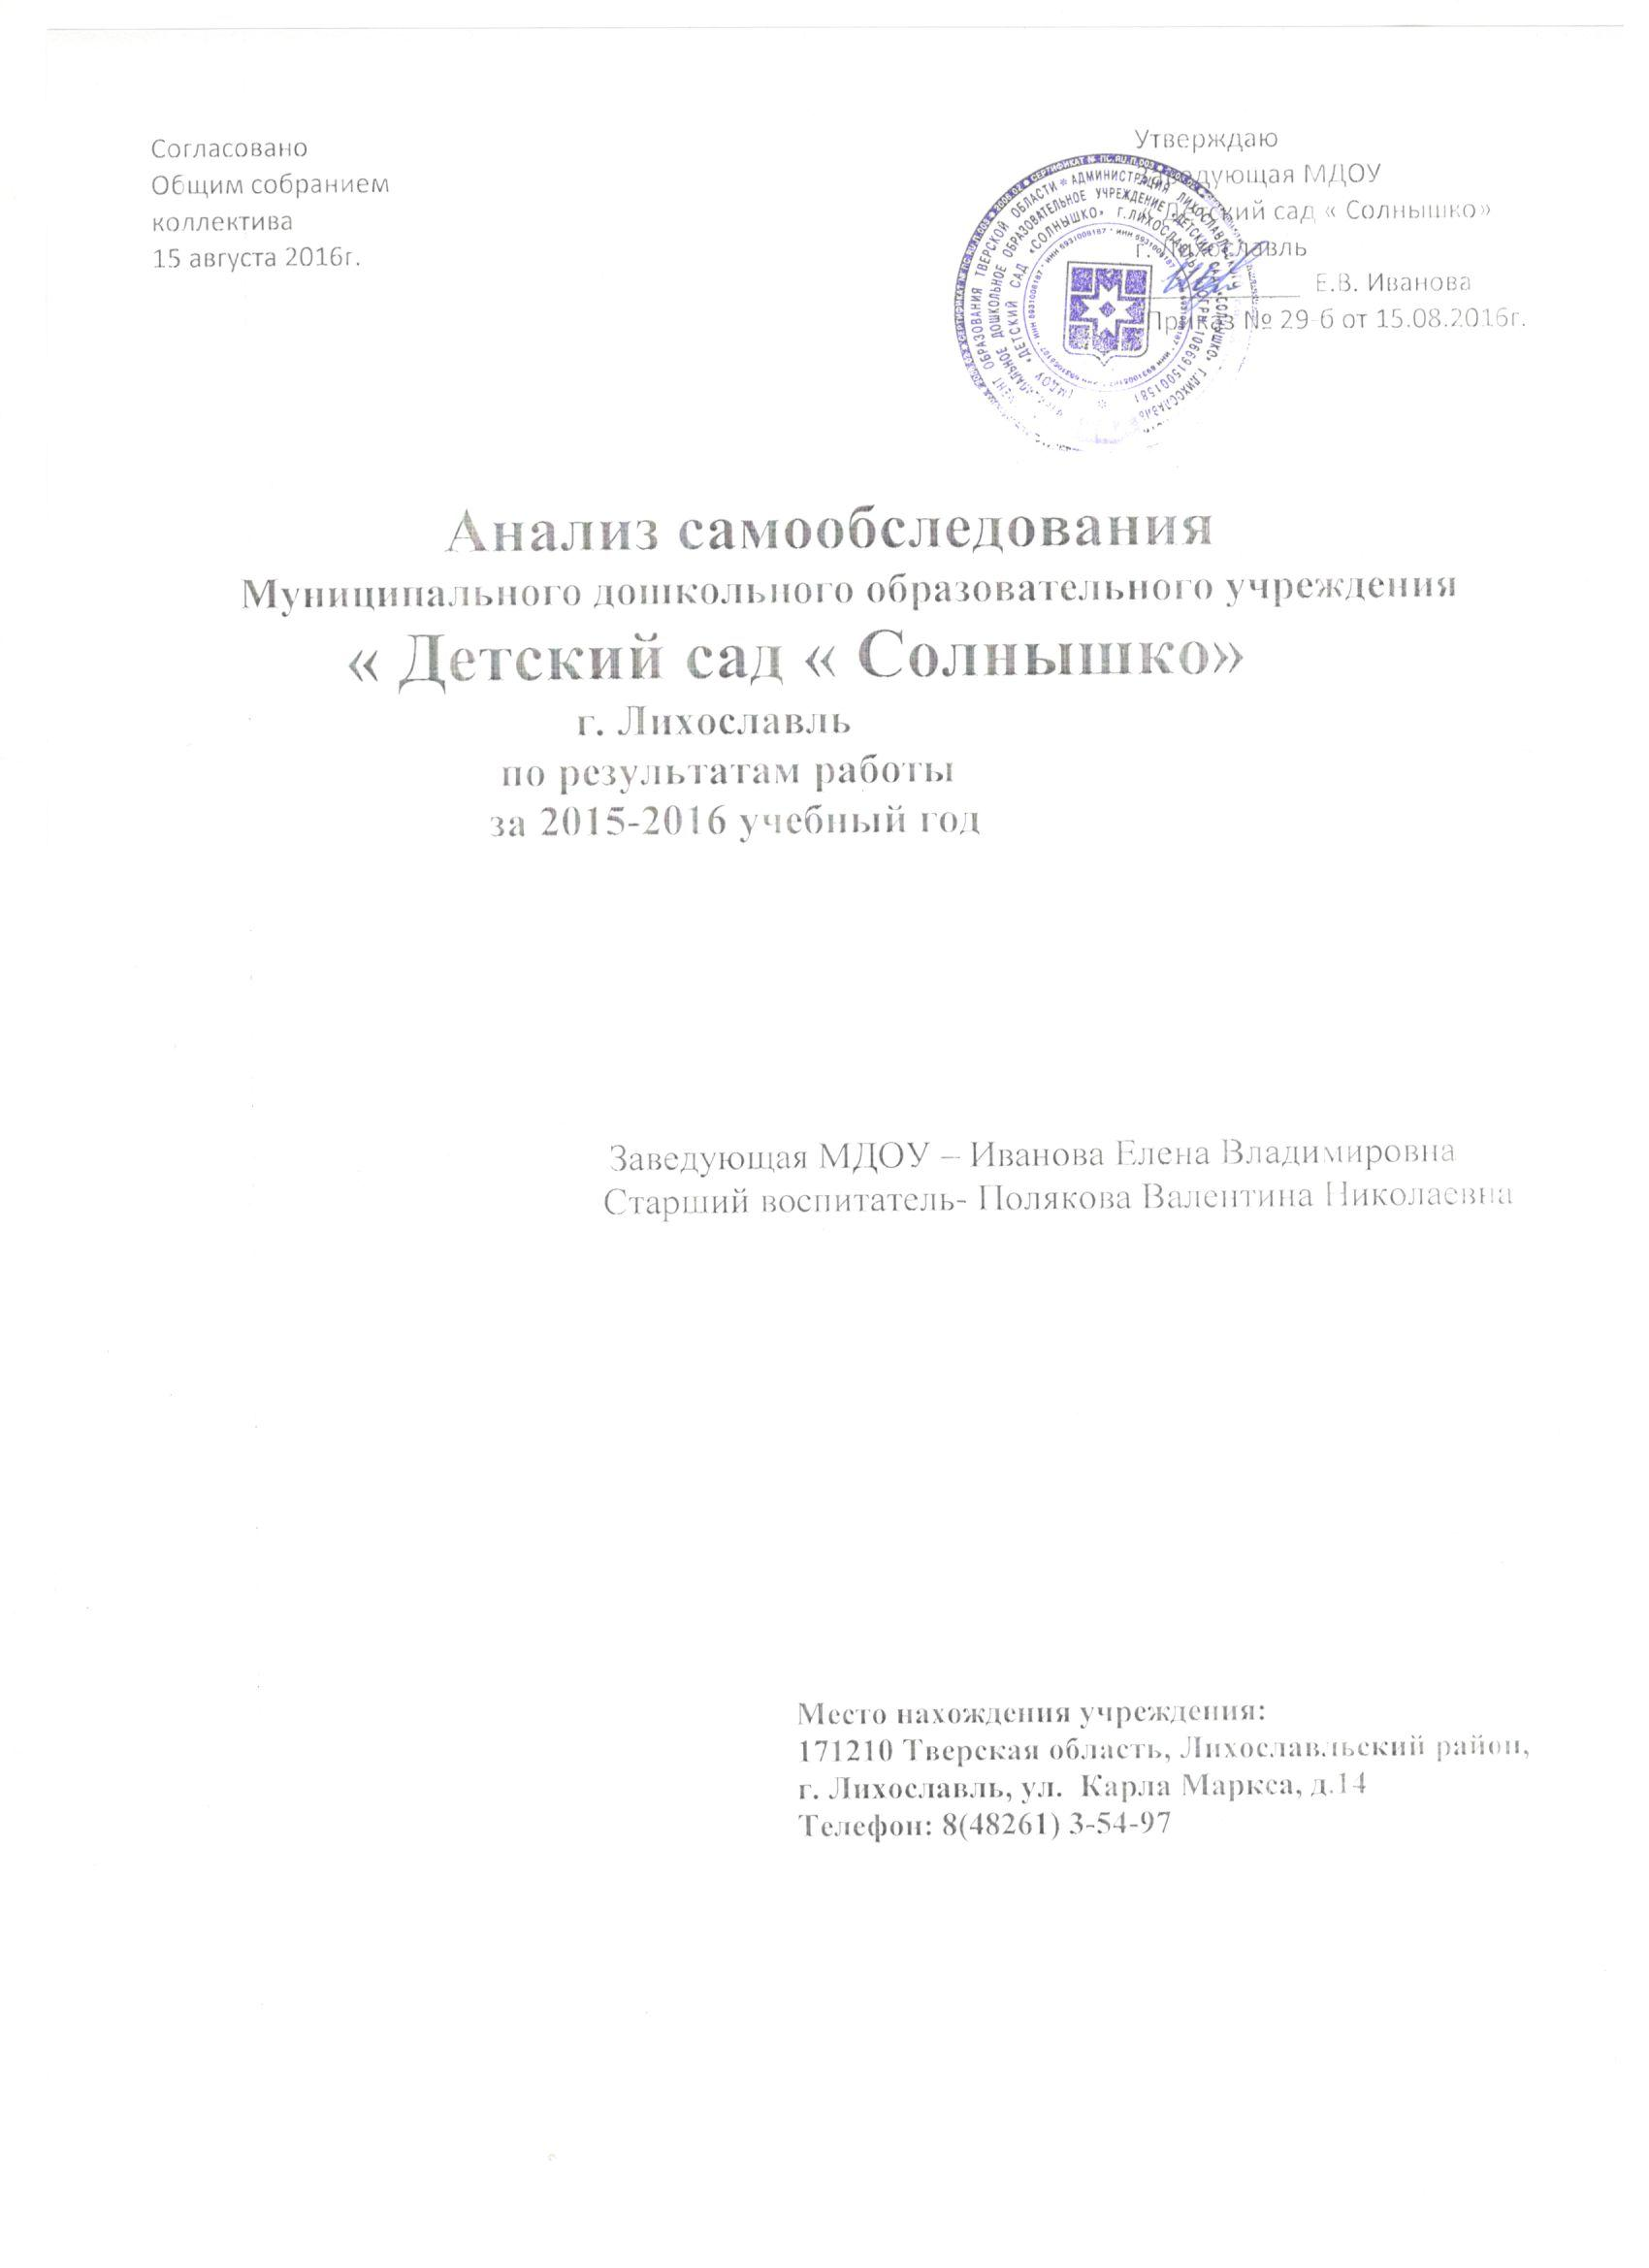 Согласовано
Общим собранием
коллектива
15 августа 2016г.
Утверждаю
Заведующая МДОУ
« Детский сад « Солнышко»
г. Лихославль
Е.В. Иванова
Приказ № 29-б от 15.08.2016г.
Анализ самообследования
Муниципального дошкольного образовательного учреждения
« Детский сад « Солнышко»
г. Лихославль
по результатам работы
за 2015-2016 учебный год
Заведующая МДОУ – Иванова Елена Владимировна
Старший воспитатель- Полякова Валентина Николаевна
Место нахождения учреждения:
171210 Тверская область, Лихославльский район,
г. Лихославль, ул. Карла Маркса, д.14
Телефон: 8(48261) 3-54-97